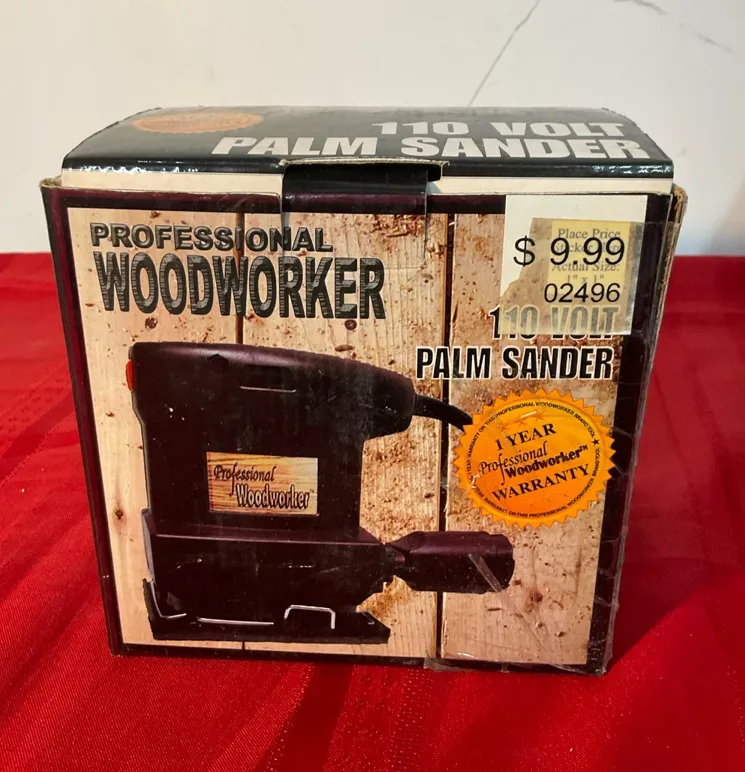 110 VOLT
PALM SANDER
PROFESSIONAL
WOODWORKER
Place Price
$ 9.99
Actual Size:
02496
110 VOLT
PALM SANDER
1 YEAR
Professional
Woodworker™
WARRANTY
Professional
Woodworker